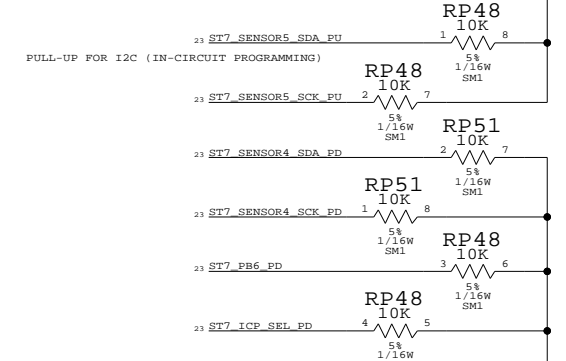 RP48
10K
23 ST7_SENSOR5_SDA_PU 1 8
5%
1/16W
SM1
PULL-UP FOR I2C (IN-CIRCUIT PROGRAMMING)
RP48
10K
23 ST7_SENSOR5_SCK_PU 2 7
5%
1/16W
SM1
RP51
10K
23 ST7_SENSOR4_SDA_PD 2 7
5%
1/16W
SM1
RP51
10K
23 ST7_SENSOR4_SCK_PD 1 8
5%
1/16W
SM1
RP48
10K
23 ST7_PB6_PD 3 6
5%
1/16W
SM1
RP48
10K
23 ST7_ICP_SEL_PD 4 5
5%
1/16W